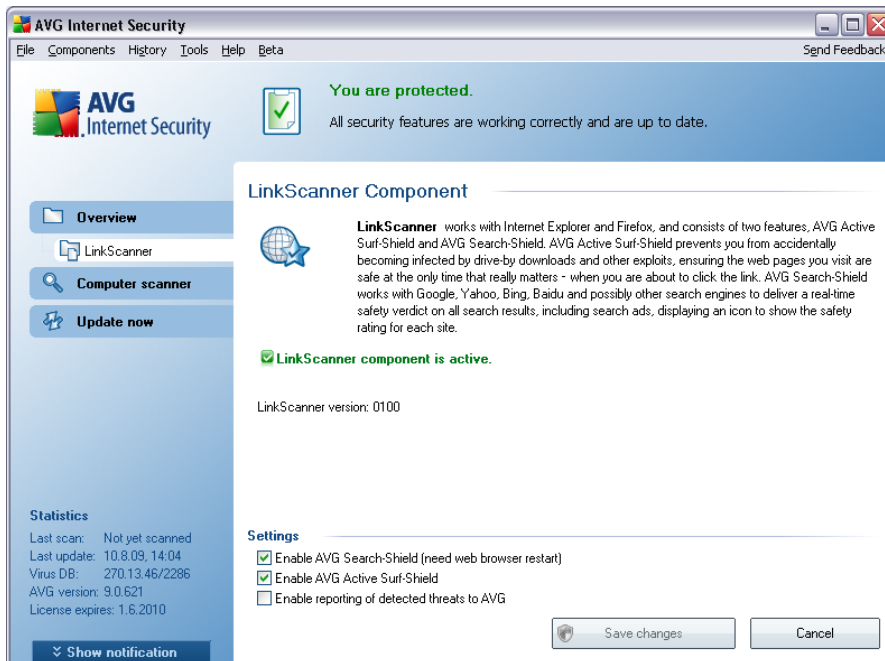 AVG Internet Security
File Components History Tools Help Beta Send Feedback
AVG
Internet Security
You are protected.
All security features are working correctly and are up to date.
Overview
LinkScanner
Computer scanner
Update now
LinkScanner Component
LinkScanner works with Internet Explorer and Firefox, and consists of two features, AVG Active
Surf-Shield and AVG Search-Shield. AVG Active Surf-Shield prevents you from accidentally
becoming infected by drive-by downloads and other exploits, ensuring the web pages you visit are
safe at the only time that really matters - when you are about to click the link. AVG Search-Shield
works with Google, Yahoo, Bing, Baidu and possibly other search engines to deliver a real-time
safety verdict on all search results, including search ads, displaying an icon to show the safety
rating for each site.
LinkScanner component is active.
LinkScanner version: 0100
Statistics
Last scan: Not yet scanned
Last update: 10.8.09, 14:04
Virus DB: 270.13.46/2286
AVG version: 9.0.621
License expires: 1.6.2010
Show notification
Settings
Enable AVG Search-Shield (need web browser restart)
Enable AVG Active Surf-Shield
Enable reporting of detected threats to AVG
Save changes
Cancel